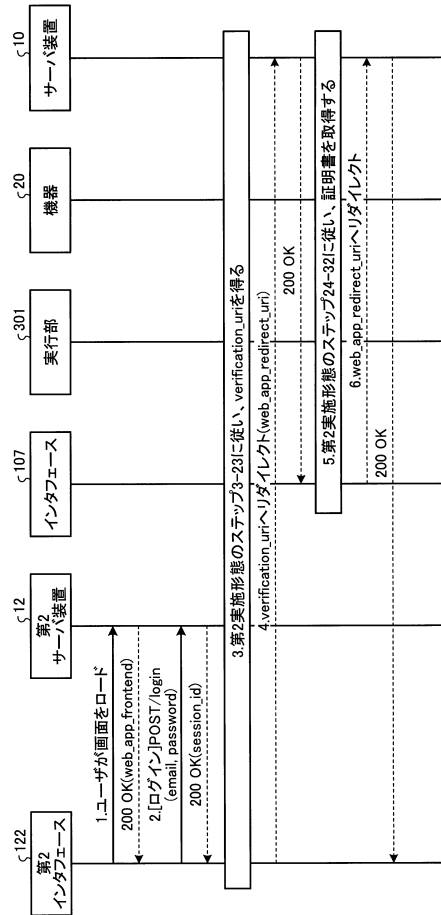 122
第2
インタフェース
12
第2
サーバ装置
107
インタフェース
301
実行部
20
機器
10
サーバ装置
1.ユーザが画面をロード
200 OK(web_app_frontend)
2.[ログイン]POST/login
(email, password)
200 OK(session_id)
3.第2実施形態のステップ3-23に従い、verification_uriを得る
4.verification_uriへリダイレクト(web_app_redirect_uri)
200 OK
5.第2実施形態のステップ24-32に従い、証明書を取得する
6.web_app_redirect_uriへリダイレクト
200 OK